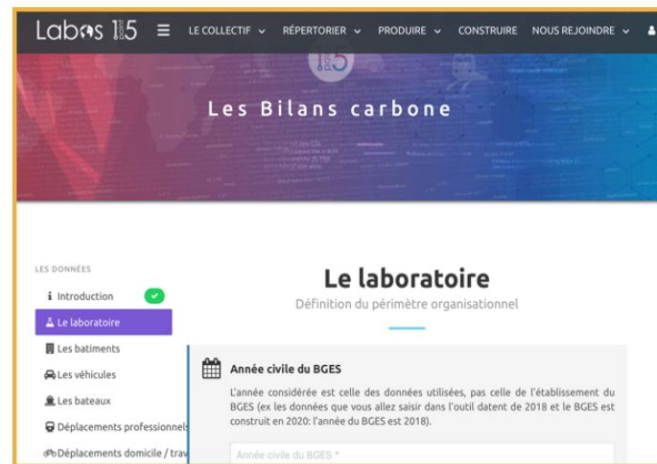 Labos 1.5
LE COLLECTIF
RÉPERTORIER
PRODUIRE
CONSTRUIRE
NOUS REJOINDRE
Les Bilans carbone
LES DONNÉES
Introduction
Le laboratoire
Les batiments
Les véhicules
Les bateaux
Déplacements professionnels
Déplacements domicile / trav
Le laboratoire
Définition du périmètre organisationnel
Année civile du BGES
L'année considérée est celle des données utilisées, pas celle de l'établissement du
BGES (ex les données que vous allez saisir dans l'outil datent de 2018 et le BGES est
construit en 2020: l'année du BGES est 2018).
Année civile du BGES *